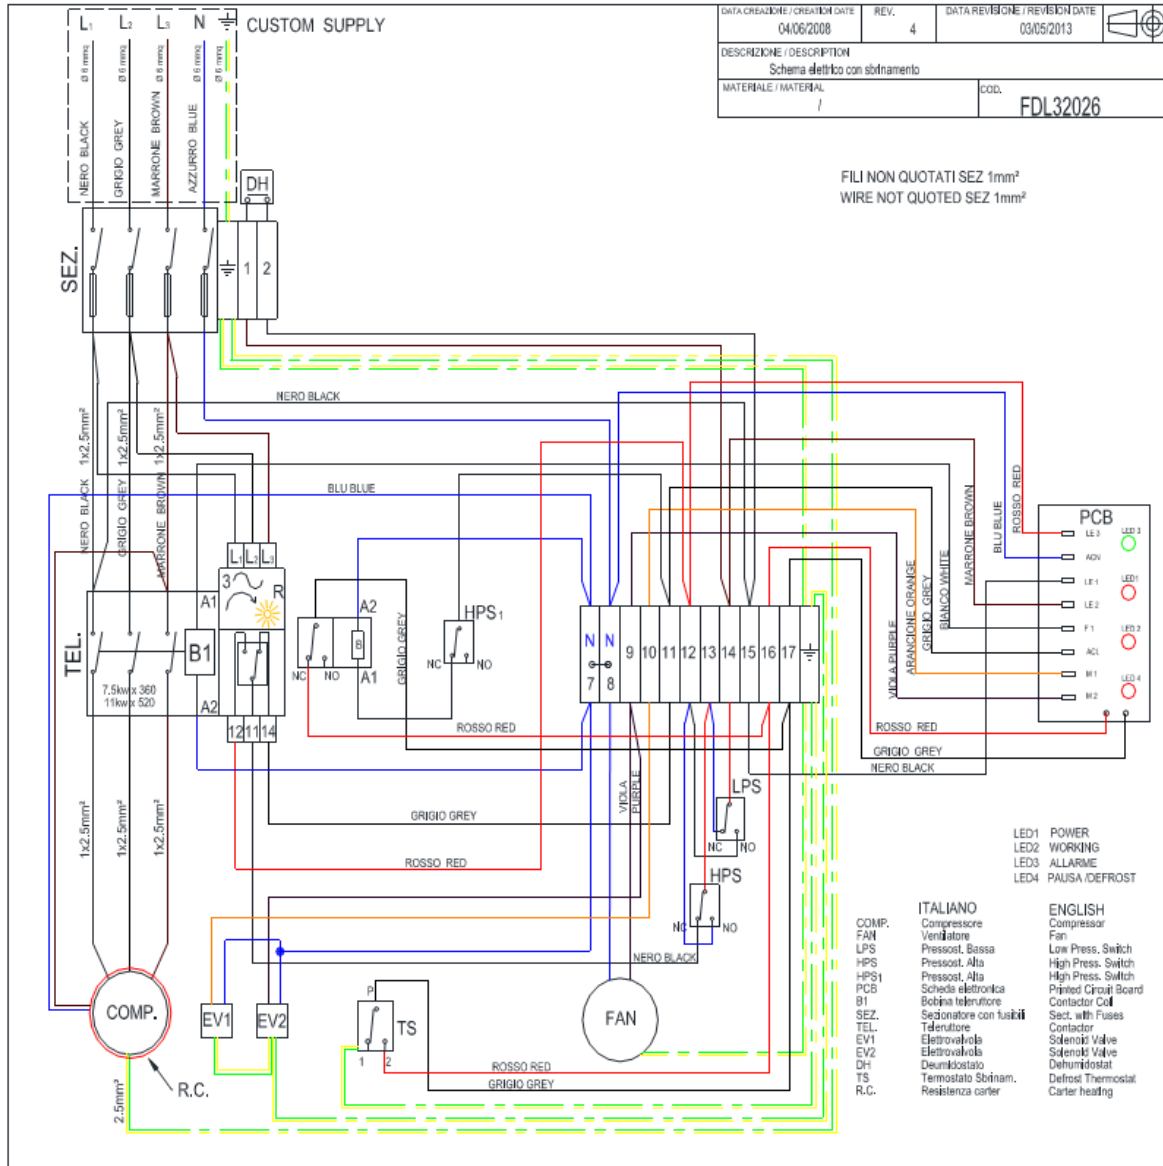 L1 L2 L3 N CUSTOM SUPPLY
Ø 6 mmq Ø 6 mmq Ø 6 mmq Ø 6 mmq Ø 6 mmq
NERO BLACK
GRIGIO GREY
MARRONE BROWN
AZZURRO BLUE
DATA CREAZIONE / CREATION DATE
04/06/2008
REV.
4
DATA REVISIONE / REVISION DATE
03/05/2013
DESCRIZIONE / DESCRIPTION
Schema elettrico con sbrinamento
MATERIALE / MATERIAL
/
COD.
FDL32026
FILI NON QUOTATI SEZ 1mm²
WIRE NOT QUOTED SEZ 1mm²
DH
SEZ.
1 2
NERO BLACK
1x2.5mm²
1x2.5mm²
1x2.5mm²
NERO BLACK
GRIGIO GREY
MARRONE BROWN
BLU BLUE
ROSSO RED
BLU BLUE
MARRONE BROWN
BIANCO WHITE
GRIGIO GREY
ARANCIONE ORANGE
VIOLA PURPLE
PCB
LE 3
AON
LE 1
LE 2
F 1
ACL
M 1
M 2
LED 3
LED1
LED 2
LED 4
L1 L2 L3
3
R
A1
TEL.
B1
7.5kw x 360
11kw x 520
A2
12 11 14
A2
B
A1
NC NO
GRIGIO GREY
HPS1
NC NO
N N
7 8 9 10 11 12 13 14 15 16 17
ROSSO RED
ROSSO RED
GRIGIO GREY
NERO BLACK
VIOLA
PURPLE
LPS
NC NO
GRIGIO GREY
1x2.5mm²
1x2.5mm²
1x2.5mm²
ROSSO RED
HPS
NC NO
NERO BLACK
LED1 POWER
LED2 WORKING
LED3 ALLARME
LED4 PAUSA /DEFROST
COMP.
EV1
EV2
P
TS
1 2
FAN
R.C.
2.5mm²
ROSSO RED
GRIGIO GREY
ITALIANO ENGLISH
COMP. Compressore Compressor
FAN Ventilatore Fan
LPS Pressost. Bassa Low Press. Switch
HPS Pressost. Alta High Press. Switch
HPS1 Pressost. Alta High Press. Switch
PCB Scheda elettronica Printed Circuit Board
B1 Bobina teleruttore Contactor Coil
SEZ. Sezionatore con fusibili Sect. with Fuses
TEL. Teleruttore Contactor
EV1 Elettrovalvola Solenoid Valve
EV2 Elettrovalvola Solenoid Valve
DH Deumidostato Dehumidostat
TS Termostato Sbrinam. Defrost Thermostat
R.C. Resistenza carter Carter heating